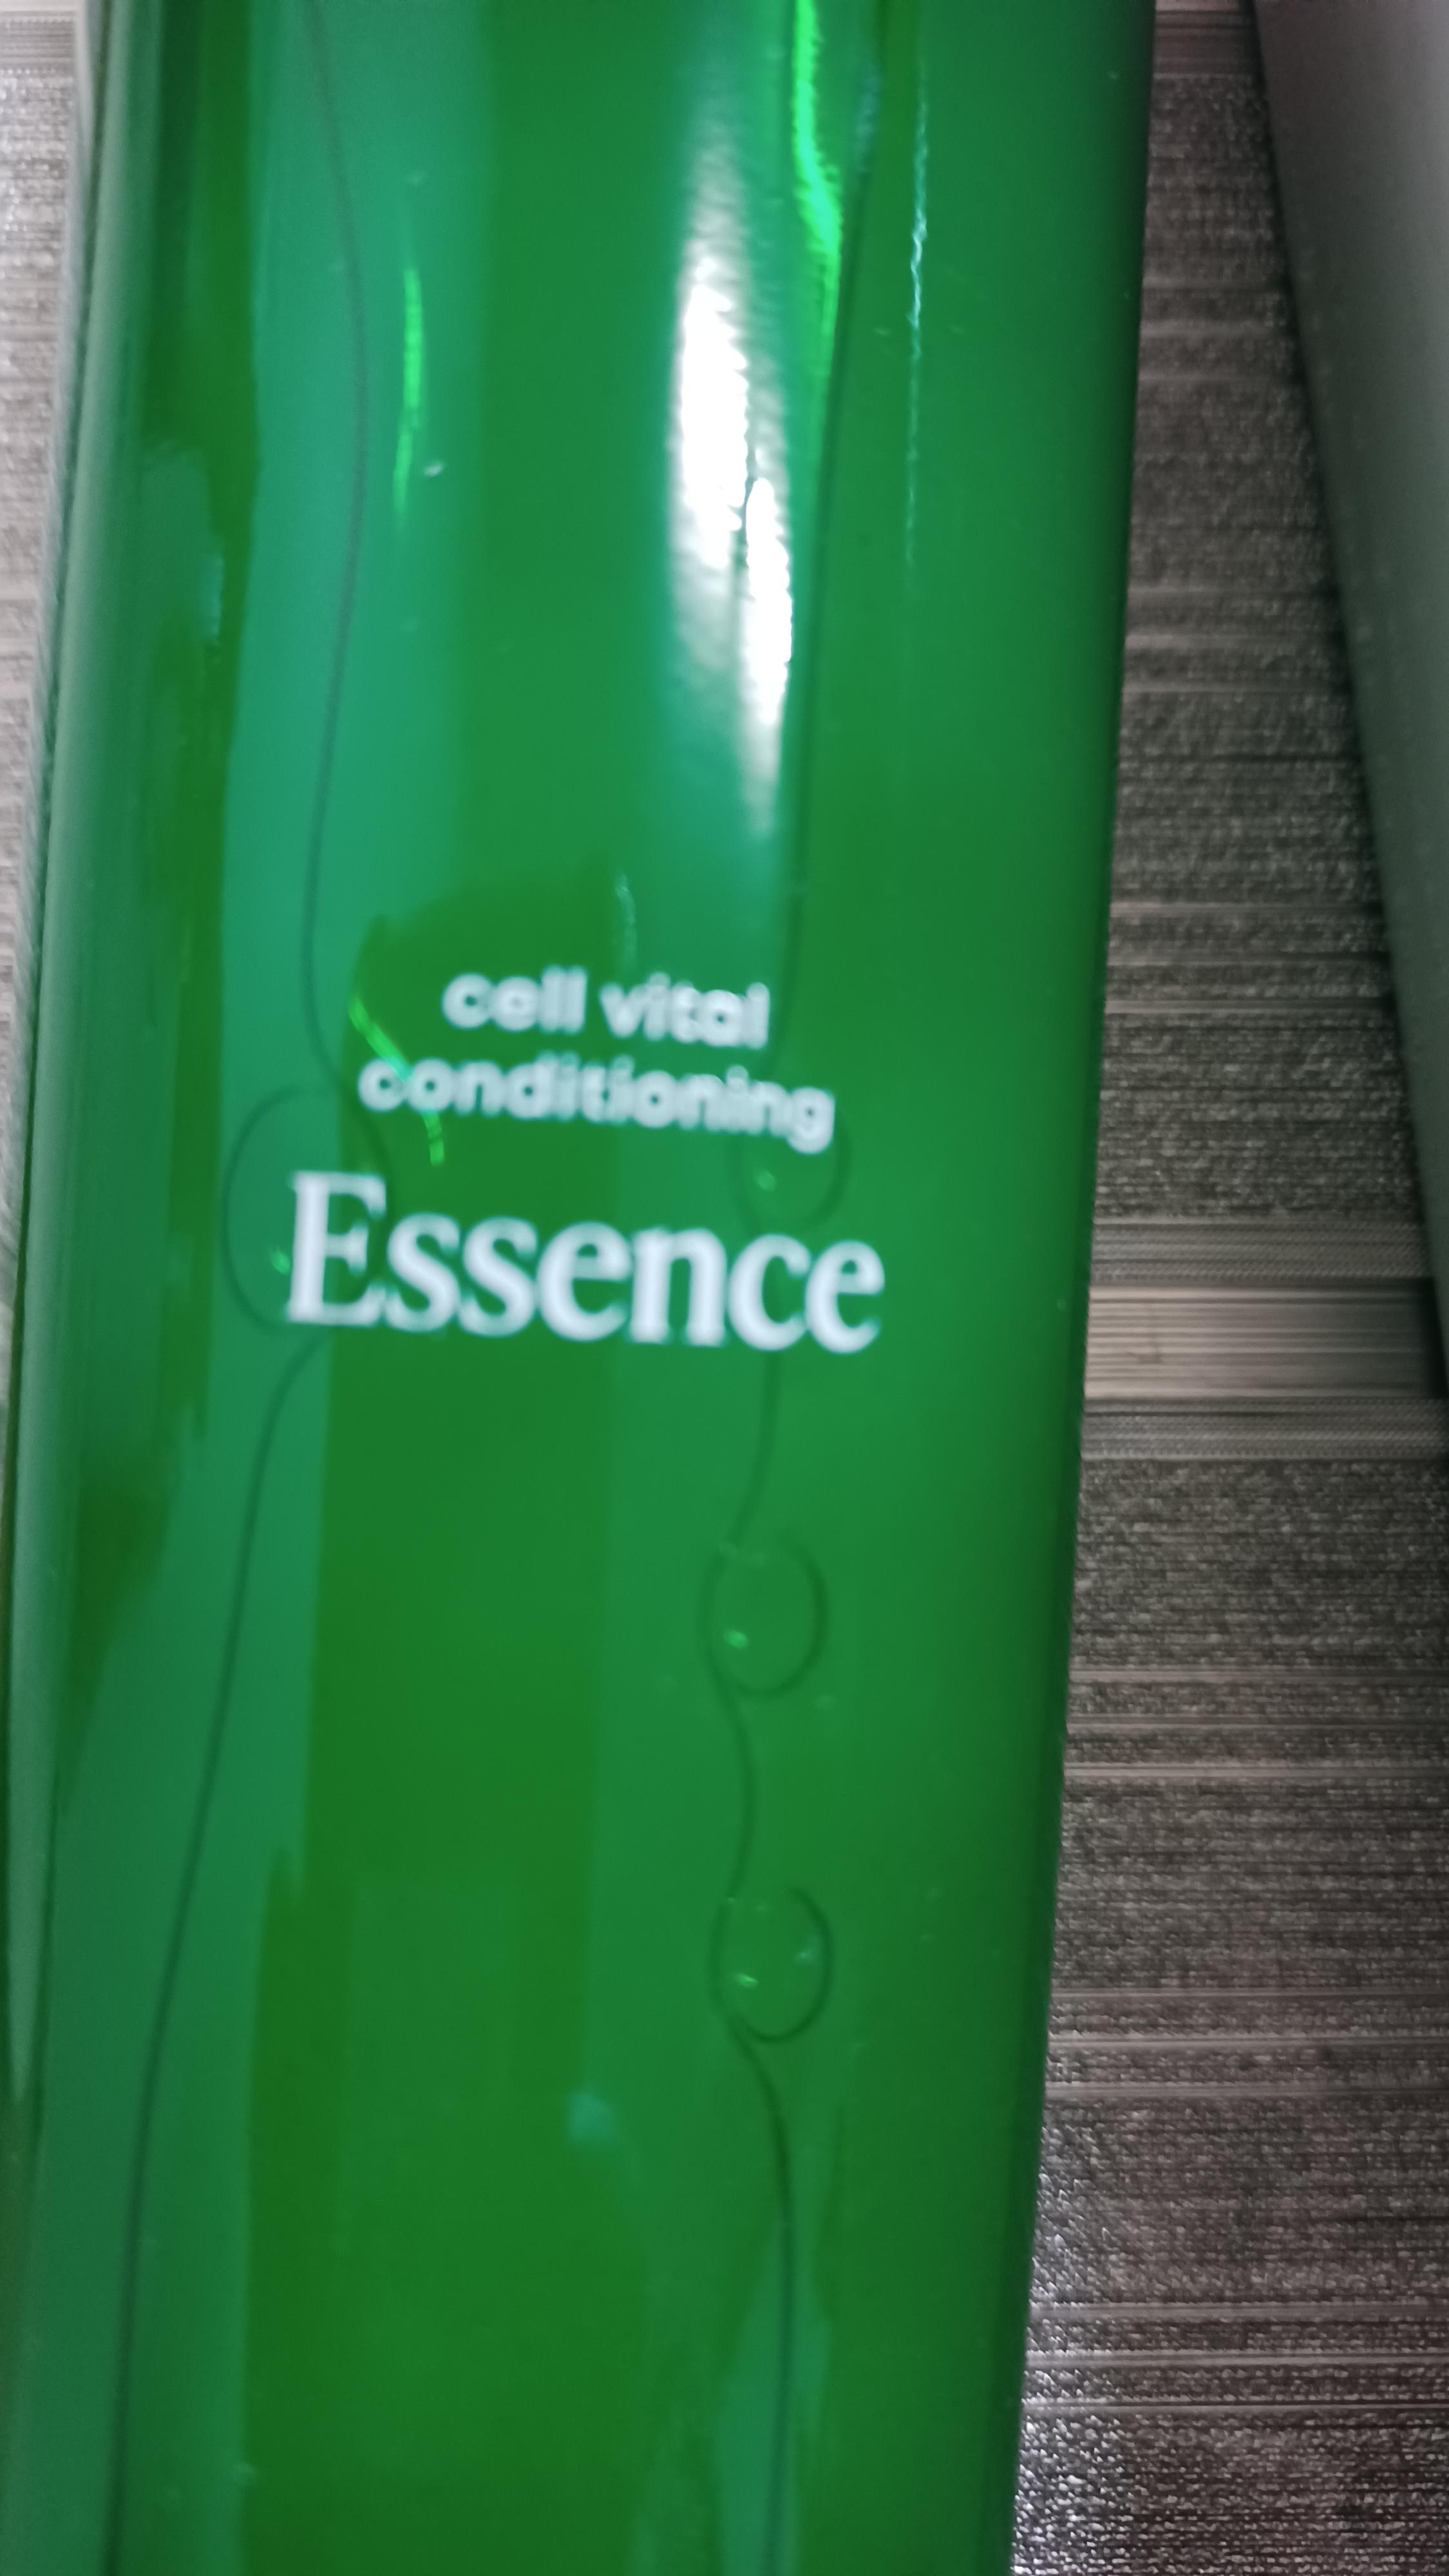 cell vital
conditioning
Essence